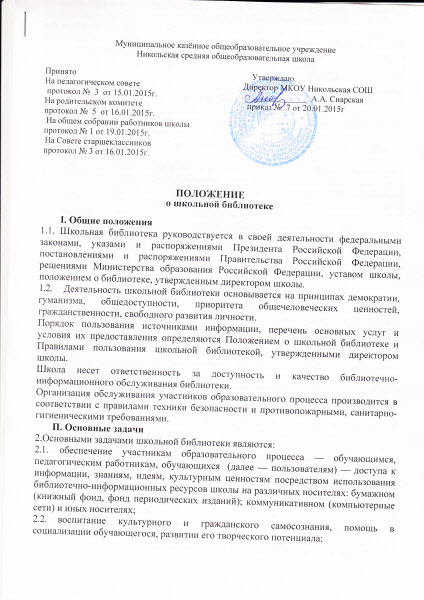 Муниципальное казённое общеобразовательное учреждение
Никольская средняя общеобразовательная школа
Принято
На педагогическом совете
протокол № 3 от 15.01.2015г.
На родительском комитете
протокол № 5 от 16.01.2015г.
На общем собрании работников школы
протокол № 1 от 19.01.2015г.
На Совете старшеклассников
протокол № 3 от 16.01.2015г.
Утверждаю
Директор МКОУ Никольская СОШ
А.А. Снарская
приказ № 7 от 20.01.2015г
ПОЛОЖЕНИЕ
о школьной библиотеке
I. Общие положения
1.1. Школьная библиотека руководствуется в своей деятельности федеральными
законами, указами и распоряжениями Президента Российской Федерации,
постановлениями и распоряжениями Правительства Российской Федерации,
решениями Министерства образования Российской Федерации, уставом школы,
положением о библиотеке, утвержденным директором школы.
1.2. Деятельность школьной библиотеки основывается на принципах демократии,
гуманизма, общедоступности, приоритета общечеловеческих ценностей,
гражданственности, свободного развития личности.
Порядок пользования источниками информации, перечень основных услуг и
условия их предоставления определяются Положением о школьной библиотеке и
Правилами пользования школьной библиотекой, утвержденными директором
школы.
Школа несет ответственность за доступность и качество библиотечно-
информационного обслуживания библиотеки.
Организация обслуживания участников образовательного процесса производится в
соответствии с правилами техники безопасности и противопожарными, санитарно-
гигиеническими требованиями.
II. Основные задачи
2.Основными задачами школьной библиотеки являются:
2.1. обеспечение участникам образовательного процесса — обучающимся,
педагогическим работникам, обучающихся (далее — пользователям) — доступа к
информации, знаниям, идеям, культурным ценностям посредством использования
библиотечно-информационных ресурсов школы на различных носителях: бумажном
(книжный фонд, фонд периодических изданий); коммуникативном (компьютерные
сети) и иных носителях;
2.2. воспитание культурного и гражданского самосознания, помощь в
социализации обучающегося, развитии его творческого потенциала;